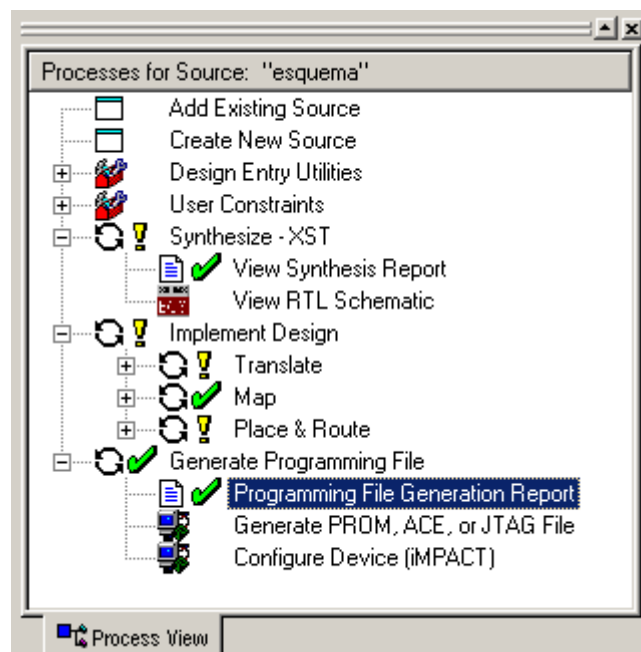 Processes for Source: "esquema"
Add Existing Source
Create New Source
Design Entry Utilities
User Constraints
Synthesize - XST
View Synthesis Report
View RTL Schematic
Implement Design
Translate
Map
Place & Route
Generate Programming File
Programming File Generation Report
Generate PROM, ACE, or JTAG File
Configure Device (iMPACT)
Process View